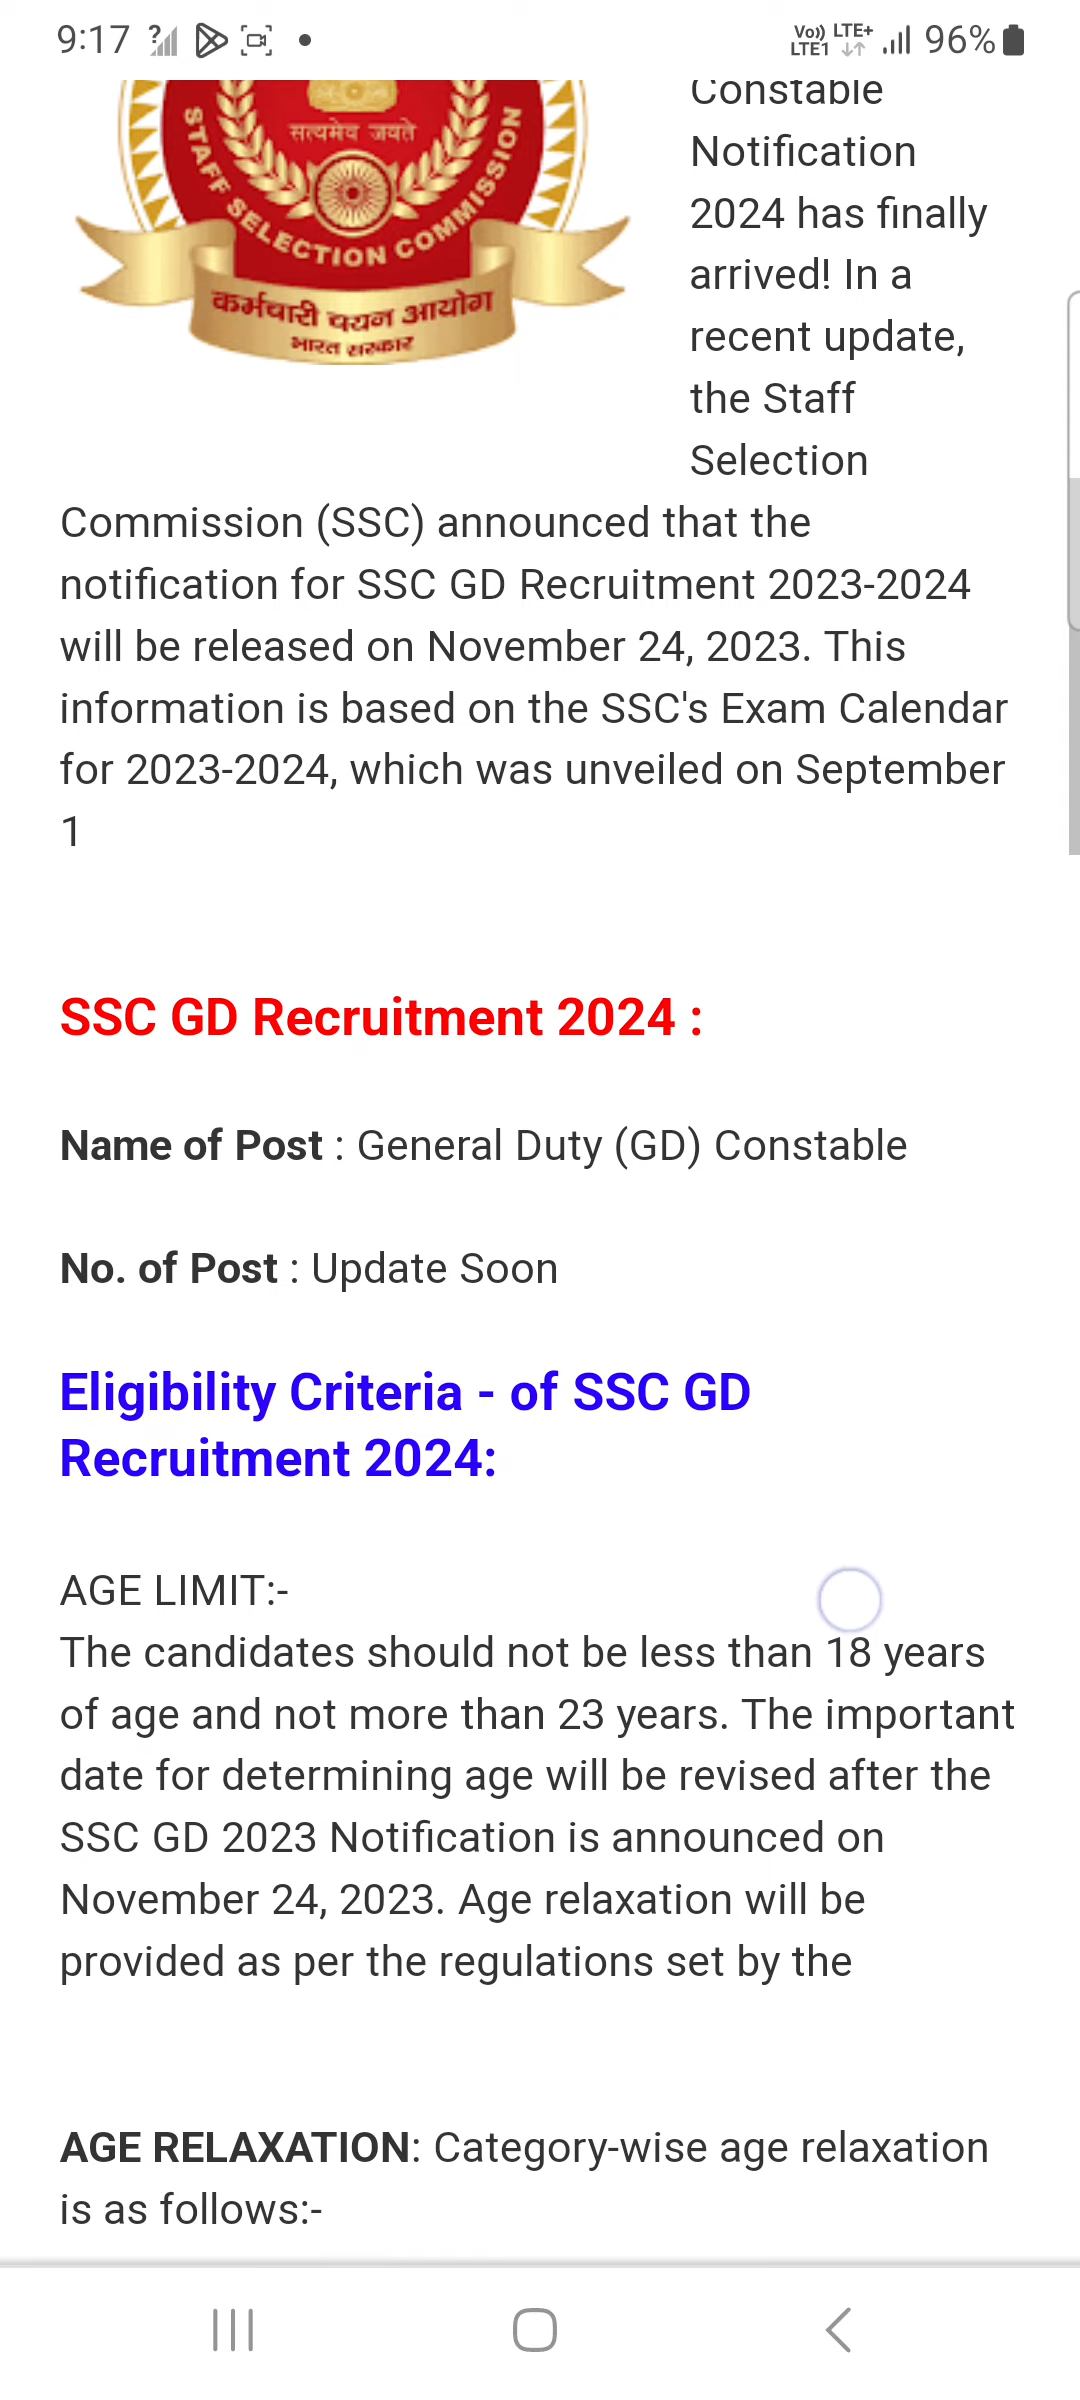 9:17
Vo)) LTE+
LTE1
96%
सत्यमेव जयते
STAFF SELECTION COMMISSION
कर्मचारी चयन आयोग
भारत सरकार
Constable
Notification
2024 has finally
arrived! In a
recent update,
the Staff
Selection
Commission (SSC) announced that the
notification for SSC GD Recruitment 2023-2024
will be released on November 24, 2023. This
information is based on the SSC's Exam Calendar
for 2023-2024, which was unveiled on September
1
SSC GD Recruitment 2024 :
Name of Post : General Duty (GD) Constable
No. of Post : Update Soon
Eligibility Criteria - of SSC GD
Recruitment 2024:
AGE LIMIT:-
The candidates should not be less than 18 years
of age and not more than 23 years. The important
date for determining age will be revised after the
SSC GD 2023 Notification is announced on
November 24, 2023. Age relaxation will be
provided as per the regulations set by the
AGE RELAXATION: Category-wise age relaxation
is as follows:-